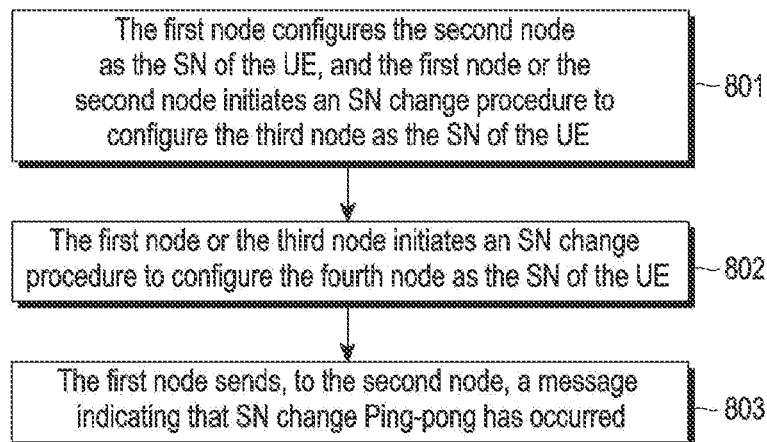 The first node configures the second node
as the SN of the UE, and the first node or the
second node initiates an SN change procedure to
configure the third node as the SN of the UE
801
The first node or the third node initiates an SN change
procedure to configure the fourth node as the SN of the UE
802
The first node sends, to the second node, a message
indicating that SN change Ping-pong has occurred
803